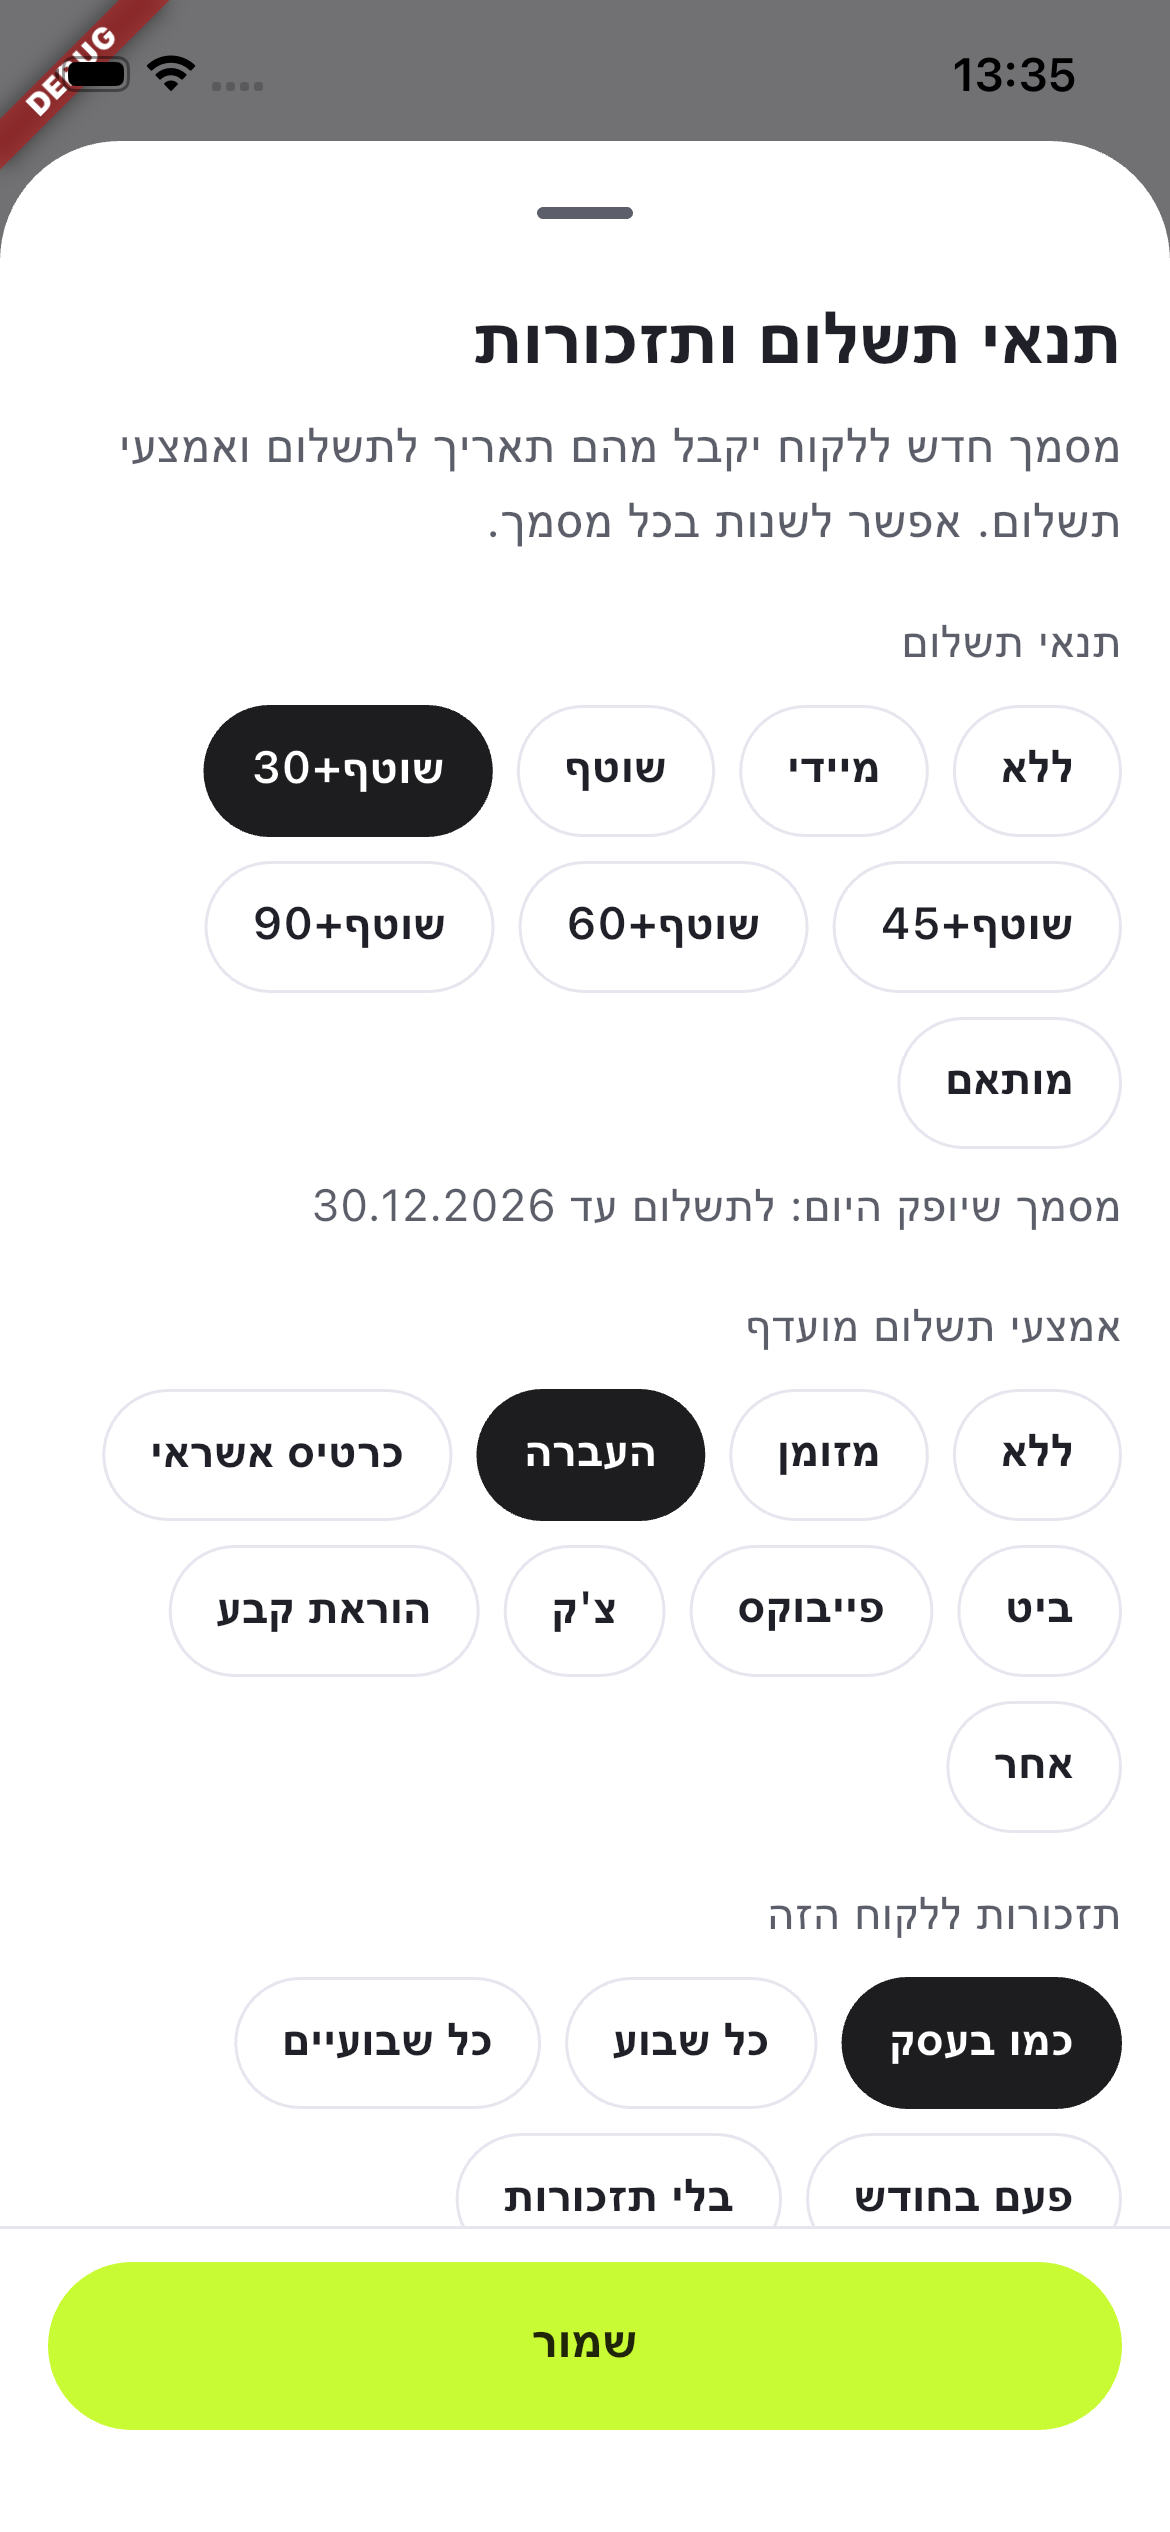 DEBUG
13:35
תנאי תשלום ותזכורות
מסמך חדש ללקוח יקבל מהם תאריך לתשלום ואמצעי
תשלום. אפשר לשנות בכל מסמך.
תנאי תשלום
ללא מיידי שוטף שוטף+30
שוטף+45 שוטף+60 שוטף+90
מותאם
מסמך שיופק היום: לתשלום עד 30.12.2026
אמצעי תשלום מועדף
ללא מזומן העברה כרטיס אשראי
ביט פייבוקס צ'ק הוראת קבע
אחר
תזכורות ללקוח הזה
כמו בעסק כל שבוע כל שבועיים
פעם בחודש בלי תזכורות
שמור